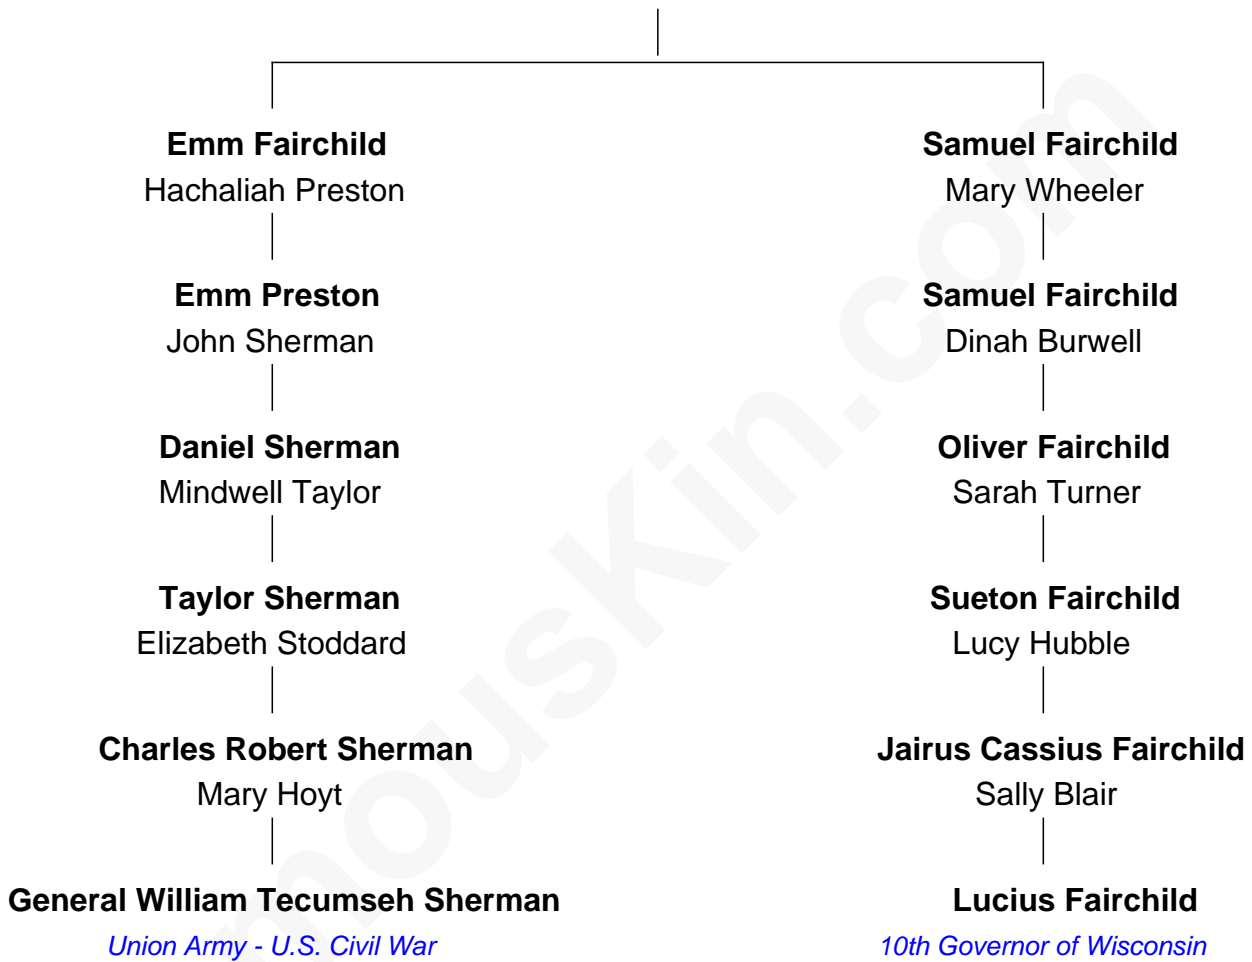 Emm Fairchild
Hachaliah Preston
Emm Preston
John Sherman
Daniel Sherman
Mindwell Taylor
Taylor Sherman
Elizabeth Stoddard
Charles Robert Sherman
Mary Hoyt
General William Tecumseh Sherman
Union Army - U.S. Civil War
Samuel Fairchild
Mary Wheeler
Samuel Fairchild
Dinah Burwell
Oliver Fairchild
Sarah Turner
Sueton Fairchild
Lucy Hubble
Jairus Cassius Fairchild
Sally Blair
Lucius Fairchild
10th Governor of Wisconsin
mousKin.com